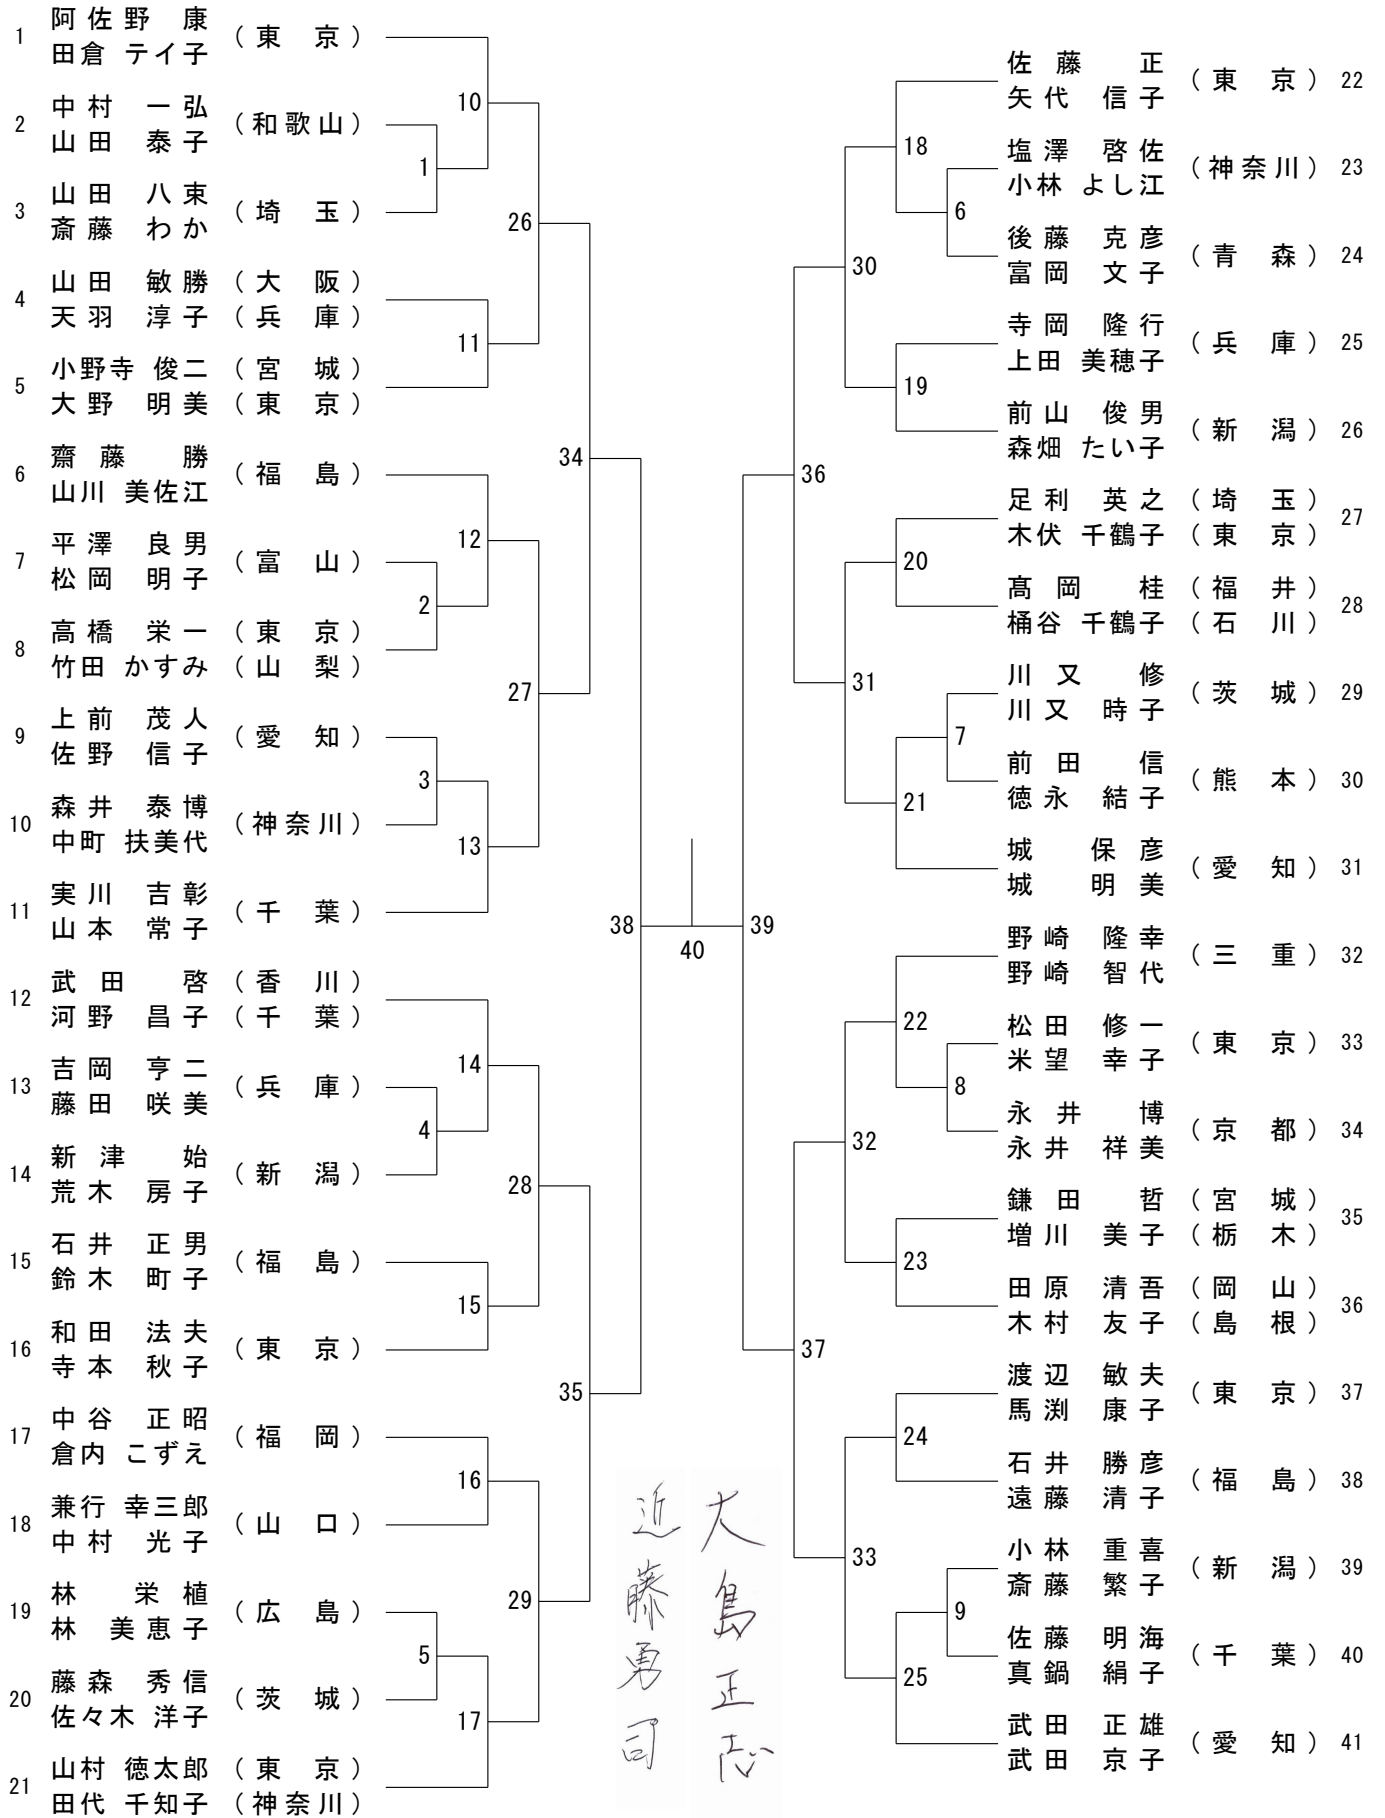 1 阿佐野 康 (東 京)
田倉 テイ子
2 中村 一弘 (和歌山)
山田 泰子
1
3 山田 八束 (埼 玉)
斎藤 わか
10
26
4 山田 敏勝 (大 阪)
天羽 淳子 (兵 庫)
11
5 小野寺 俊二 (宮 城)
大野 明美 (東 京)
34
6 齋藤 勝 (福 島)
山川 美佐江
12
7 平澤 良男 (富 山)
松岡 明子
2
8 高橋 栄一 (東 京)
竹田 かすみ (山 梨)
27
9 上前 茂人 (愛 知)
佐野 信子
3
10 森井 泰博 (神奈川)
中町 扶美代
13
11 実川 吉彰 (千 葉)
山本 常子
38
12 武田 啓 (香 川)
河野 昌子 (千 葉)
14
13 吉岡 亨二 (兵 庫)
藤田 咲美
4
14 新津 始 (新 潟)
荒木 房子
28
15 石井 正男 (福 島)
鈴木 町子
15
16 和田 法夫 (東 京)
寺本 秋子
35
17 中谷 正昭 (福 岡)
倉内 こずえ
16
18 兼行 幸三郎 (山 口)
中村 光子
29
19 林 栄植 (広 島)
林 美恵子
5
20 藤森 秀信 (茨 城)
佐々木 洋子
17
21 山村 徳太郎 (東 京)
田代 千知子 (神奈川)
40
佐藤 正 (東 京) 22
矢代 信子
18
塩澤 啓佐 (神奈川) 23
小林 よし江
6
後藤 克彦 (青 森) 24
富岡 文子
30
寺岡 隆行 (兵 庫) 25
上田 美穂子
19
前山 俊男 (新 潟) 26
森畑 たい子
36
足利 英之 (埼 玉) 27
木伏 千鶴子 (東 京)
20
髙岡 桂 (福 井) 28
桶谷 千鶴子 (石 川)
31
川又 修 (茨 城) 29
川又 時子
7
前田 信 (熊 本) 30
徳永 結子
21
城 保彦 (愛 知) 31
城 明美
39
野崎 隆幸 (三 重) 32
野崎 智代
22
松田 修一 (東 京) 33
米望 幸子
8
永井 博 (京 都) 34
永井 祥美
32
鎌田 哲 (宮 城) 35
増川 美子 (栃 木)
23
田原 清吾 (岡 山) 36
木村 友子 (島 根)
37
渡辺 敏夫 (東 京) 37
馬渕 康子
24
石井 勝彦 (福 島) 38
遠藤 清子
33
小林 重喜 (新 潟) 39
斎藤 繁子
9
佐藤 明海 (千 葉) 40
真鍋 絹子
25
武田 正雄 (愛 知) 41
武田 京子
大島正
近藤勇司